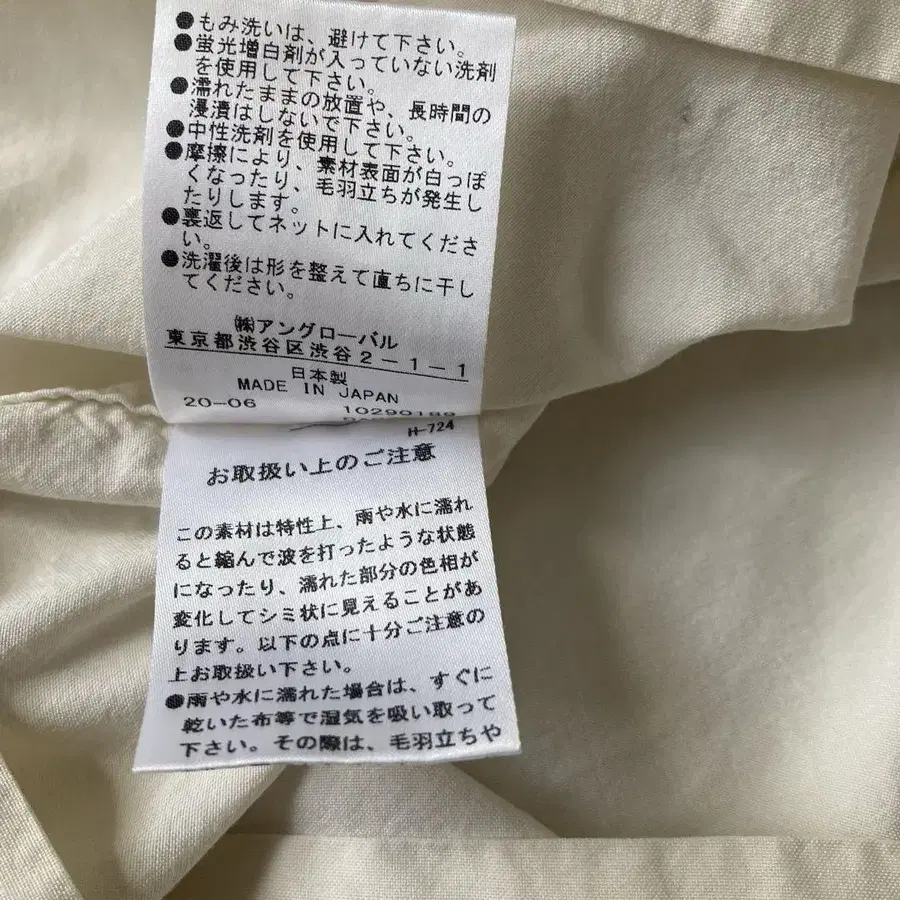 ●もみ洗いは、避けて下さい。
●蛍光増白剤が入っていない洗剤
を使用して下さい。
●濡れたままの放置や、長時間の
浸漬はしないで下さい。
●中性洗剤を使用して下さい。
●摩擦により、素材表面が白っぽ
くなったり、毛羽立ちが発生し
たりします。
●裏返してネットに入れてくださ
い。
●洗濯後は形を整えて直ちに干し
てください。
㈱アングローバル
東京都渋谷区渋谷2-1-1
日本製
MADE IN JAPAN
20-06 10290189
H-724
お取扱い上のご注意
この素材は特性上、雨や水に濡れ
ると縮んで波を打ったような状態
になったり、濡れた部分の色相が
変化してシミ状に見えることがあ
ります。以下の点に十分ご注意の
上お取扱い下さい。
●雨や水に濡れた場合は、すぐに
乾いた布等で湿気を吸い取って
下さい。その際は、毛羽立ちや